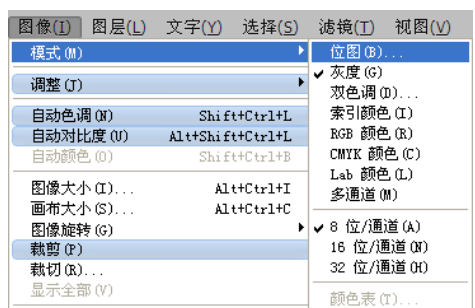 图像(I) 图层(L) 文字(Y) 选择(S) 滤镜(T) 视图(V)
模式(M)
调整(J)
自动色调(N) Shift+Ctrl+L
自动对比度(U) Alt+Shift+Ctrl+L
自动颜色(O) Shift+Ctrl+B
图像大小(I)... Alt+Ctrl+I
画布大小(S)... Alt+Ctrl+C
图像旋转(G)
裁剪(P)
裁切(R)...
显示全部(V)
位图(B)...
灰度(G)
双色调(D)...
索引颜色(I)
RGB 颜色(R)
CMYK 颜色(C)
Lab 颜色(L)
多通道(M)
8 位/通道(A)
16 位/通道(N)
32 位/通道(H)
颜色表(T)...